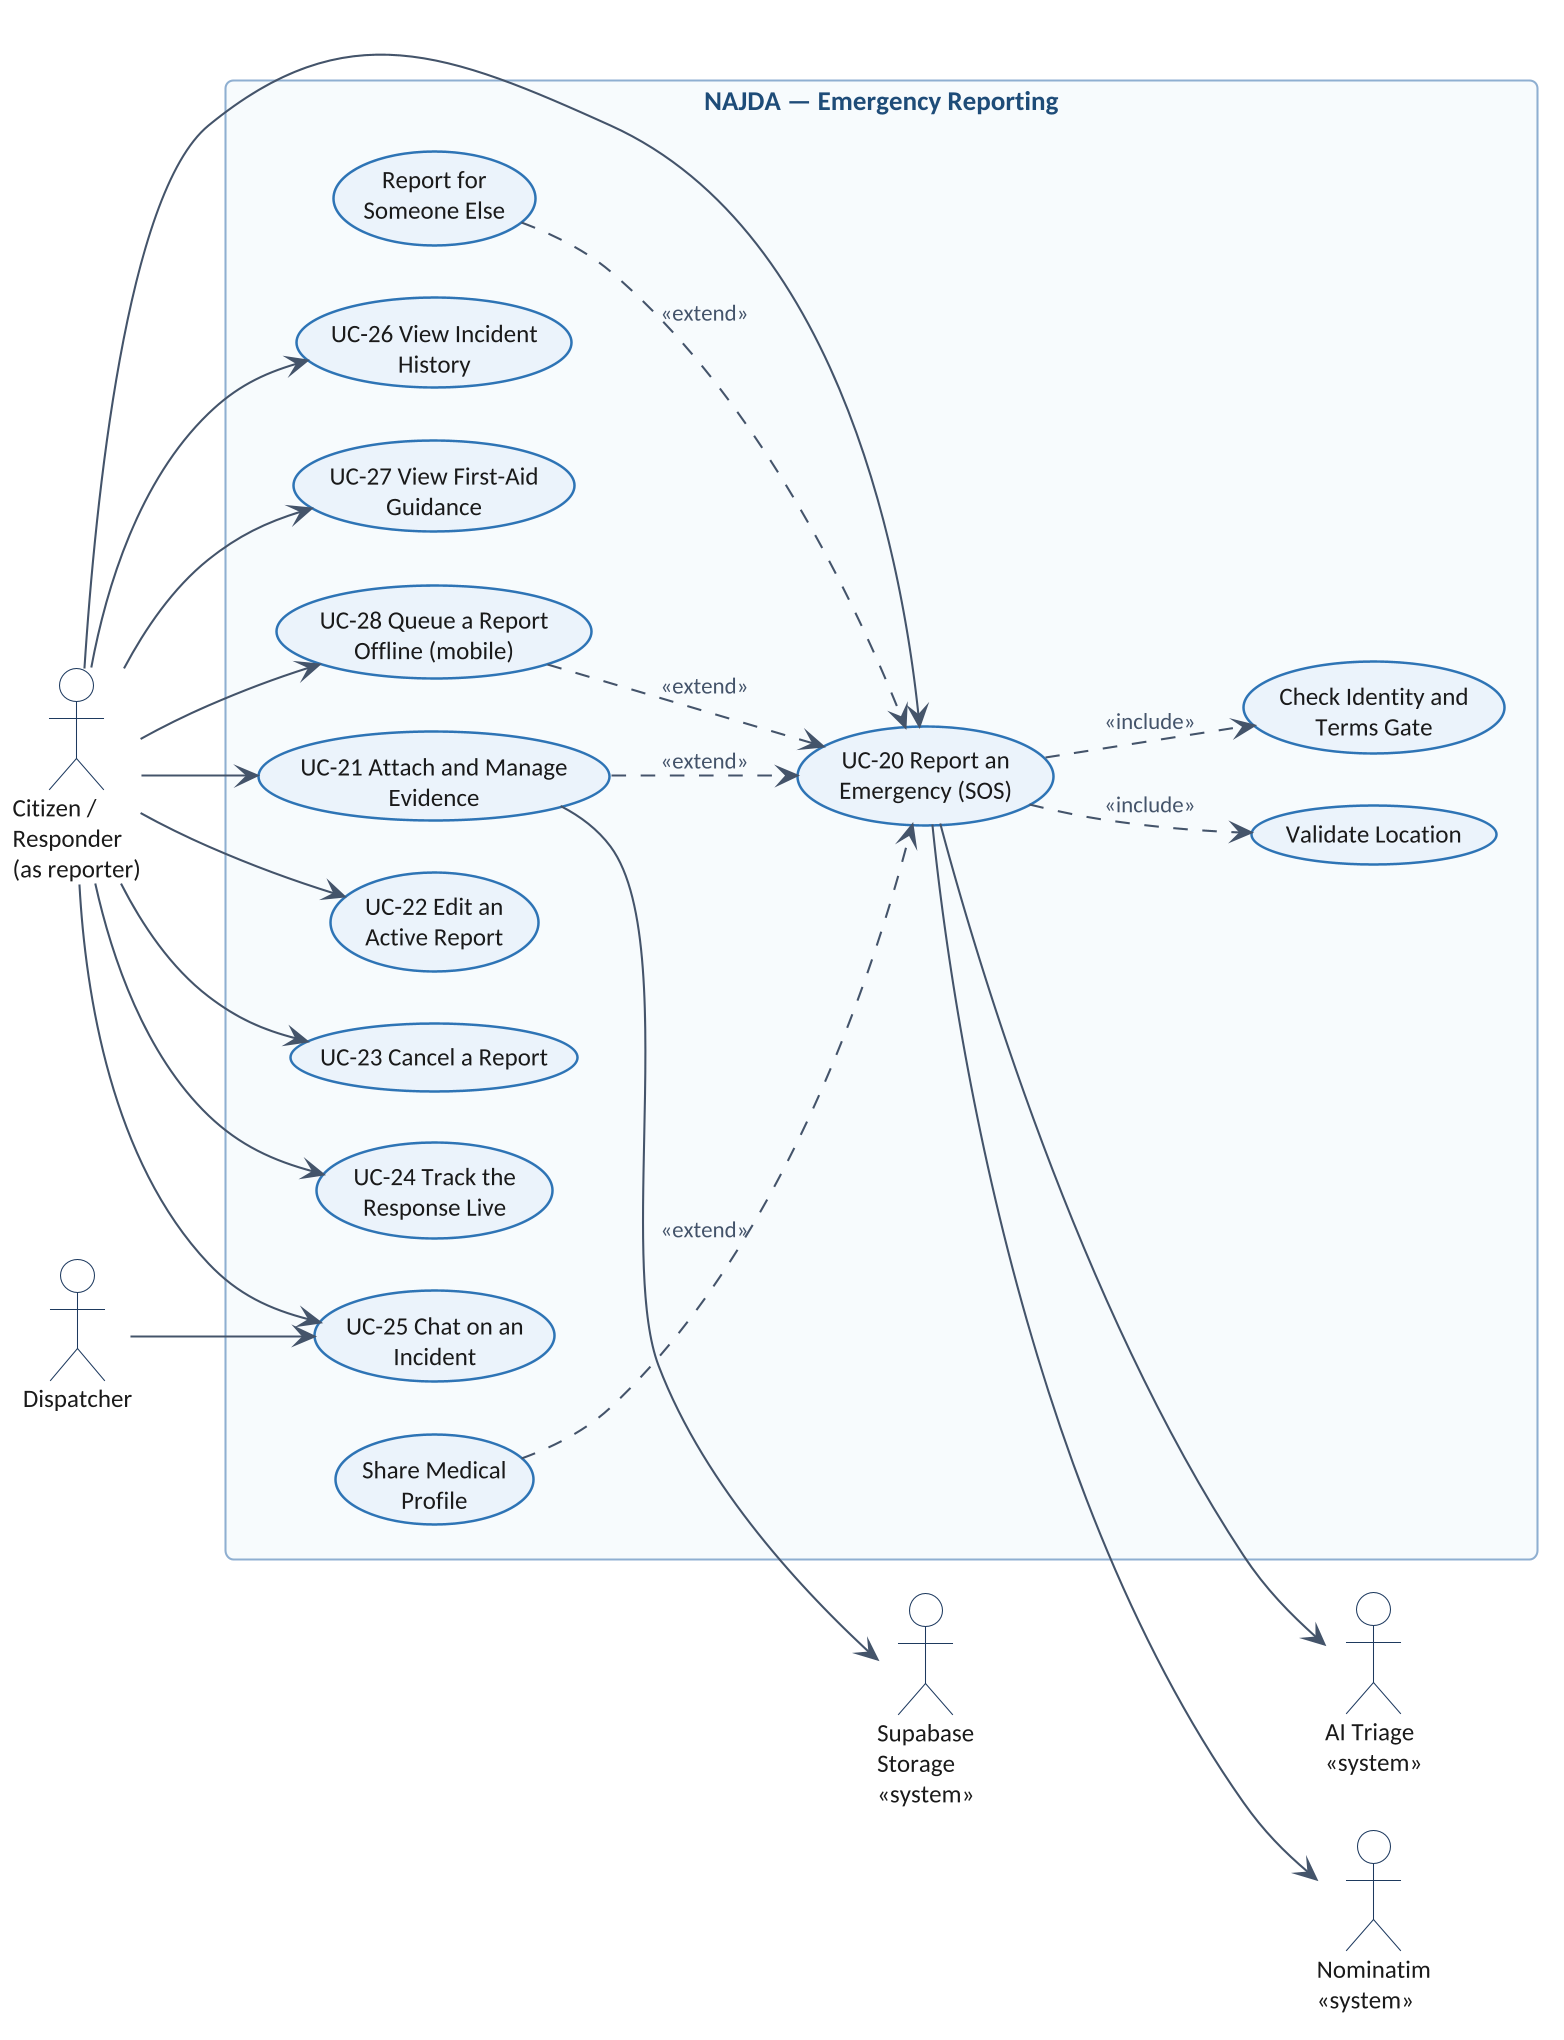 NAJDA — Emergency Reporting
Report for
Someone Else
«extend»
UC-26 View Incident
History
UC-27 View First-Aid
Guidance
UC-28 Queue a Report
Offline (mobile)
«extend»
Check Identity and
Terms Gate
«include»
UC-21 Attach and Manage
Evidence
«extend»
UC-20 Report an
Emergency (SOS)
«include»
Validate Location
Citizen /
Responder
(as reporter)
UC-22 Edit an
Active Report
UC-23 Cancel a Report
UC-24 Track the
Response Live
«extend»
UC-25 Chat on an
Incident
Dispatcher
Share Medical
Profile
Supabase
Storage
«system»
AI Triage
«system»
Nominatim
«system»